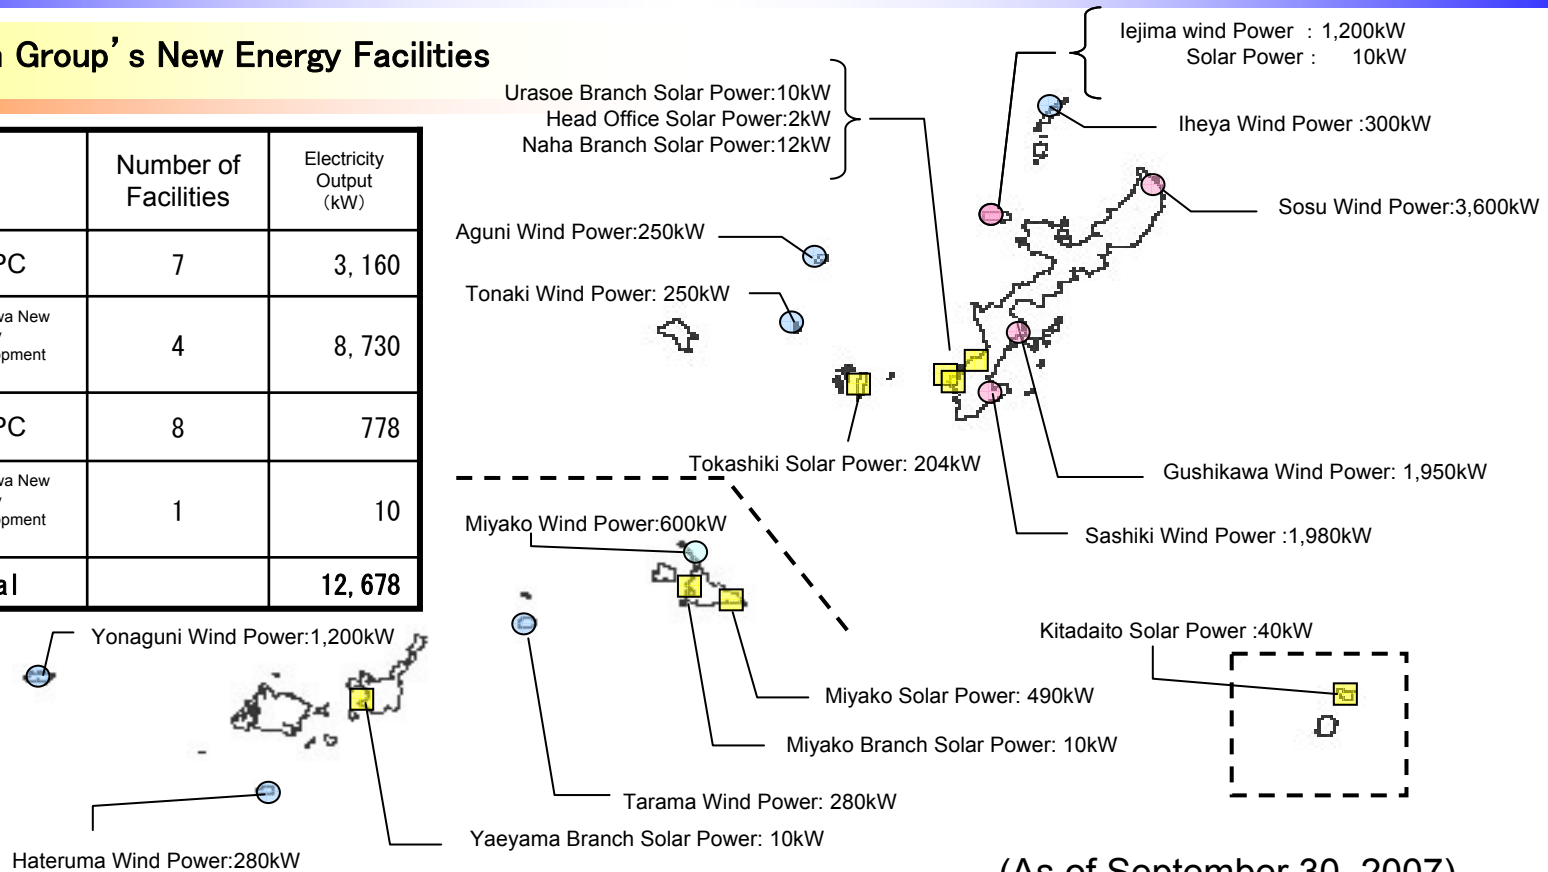 Group's New Energy Facilities
Number of
Facilities
Electricity
Output
(kW)
PC
7
3,160
New
4
8,730
PC
8
778
New
1
10
12,678
Iejima wind Power : 1,200kW
Solar Power : 10kW
Urasoe Branch Solar Power:10kW
Head Office Solar Power:2kW
Naha Branch Solar Power:12kW
Iheya Wind Power :300kW
Sosu Wind Power:3,600kW
Aguni Wind Power:250kW
Tonaki Wind Power: 250kW
Tokashiki Solar Power: 204kW
Gushikawa Wind Power: 1,950kW
Sashiki Wind Power :1,980kW
Miyako Wind Power:600kW
Yonaguni Wind Power:1,200kW
Kitadaito Solar Power :40kW
Miyako Solar Power: 490kW
Miyako Branch Solar Power: 10kW
Tarama Wind Power: 280kW
Yaeyama Branch Solar Power: 10kW
Hateruma Wind Power:280kW
(As of September 30, 2007)